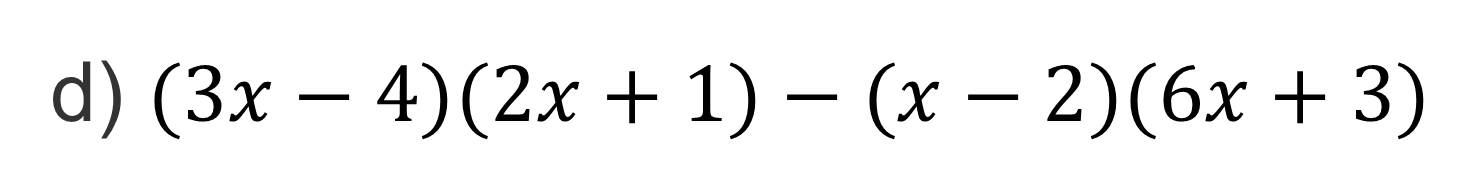 d) (3𝑥 − 4)(2𝑥 + 1) − (𝑥 − 2)(6𝑥 + 3)